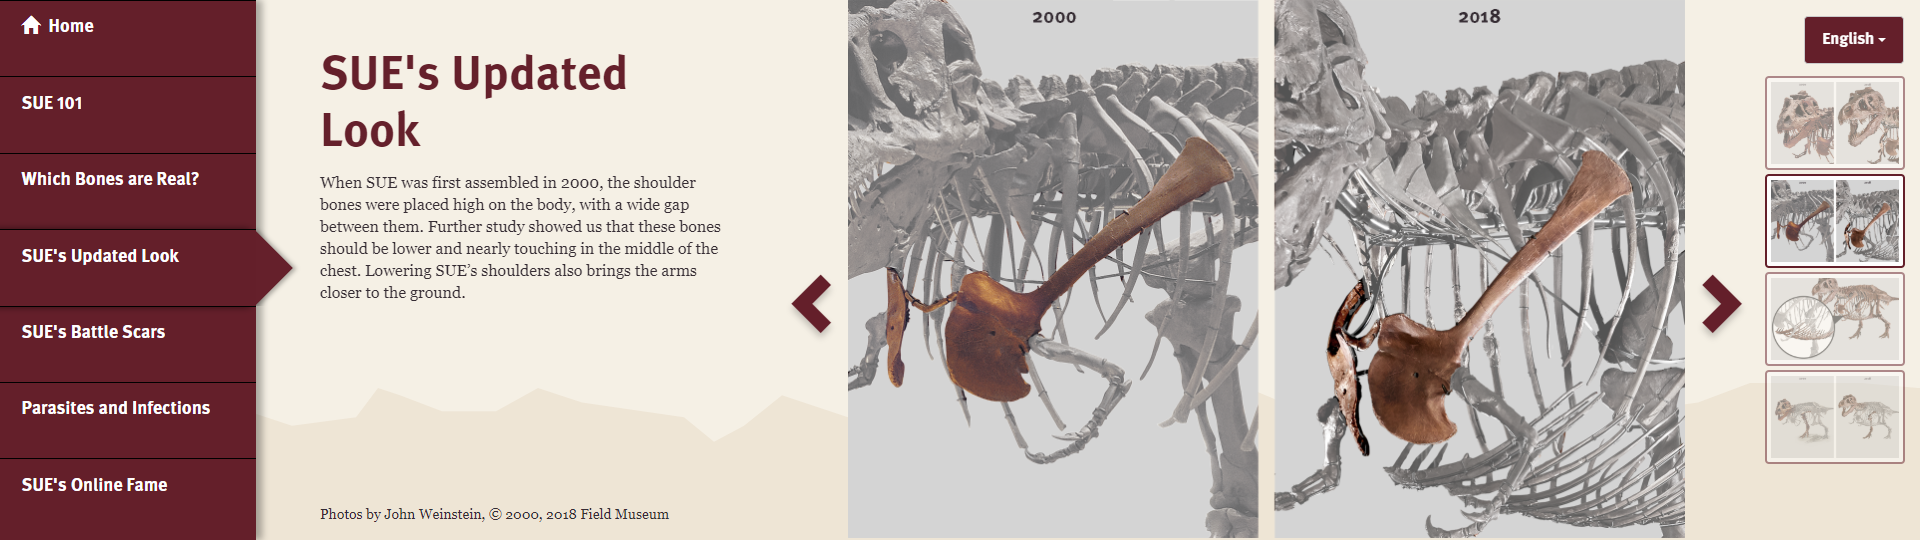 Home
SUE 101
Which Bones are Real?
SUE's Updated Look
SUE's Battle Scars
Parasites and Infections
SUE's Online Fame
SUE's Updated
Look
When SUE was first assembled in 2000, the shoulder
bones were placed high on the body, with a wide gap
between them. Further study showed us that these bones
should be lower and nearly touching in the middle of the
chest. Lowering SUE’s shoulders also brings the arms
closer to the ground.
Photos by John Weinstein, © 2000, 2018 Field Museum
2000
2018
English